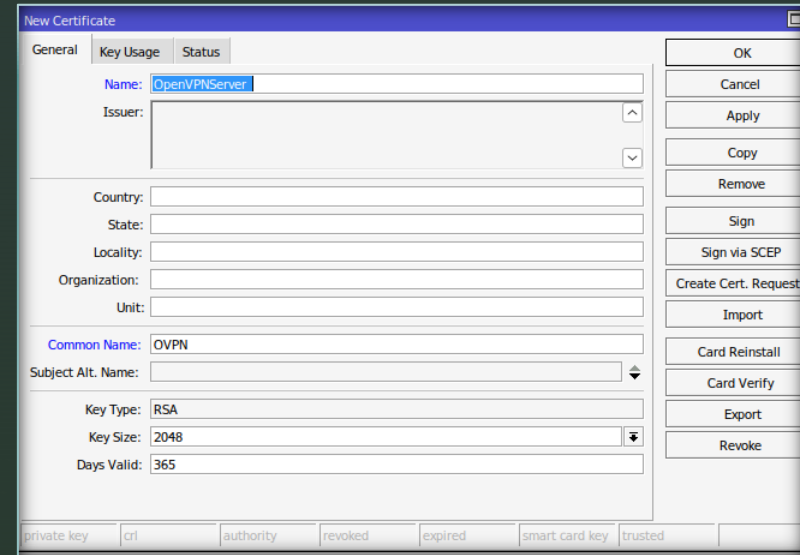 New Certificate
General Key Usage Status
Name: OpenVPNServer
Issuer:
Country:
State:
Locality:
Organization:
Unit:
Common Name: OVPN
Subject Alt. Name:
Key Type: RSA
Key Size: 2048
Days Valid: 365
OK
Cancel
Apply
Copy
Remove
Sign
Sign via SCEP
Create Cert. Request
Import
Card Reinstall
Card Verify
Export
Revoke
private key crl authority revoked expired smart card key trusted